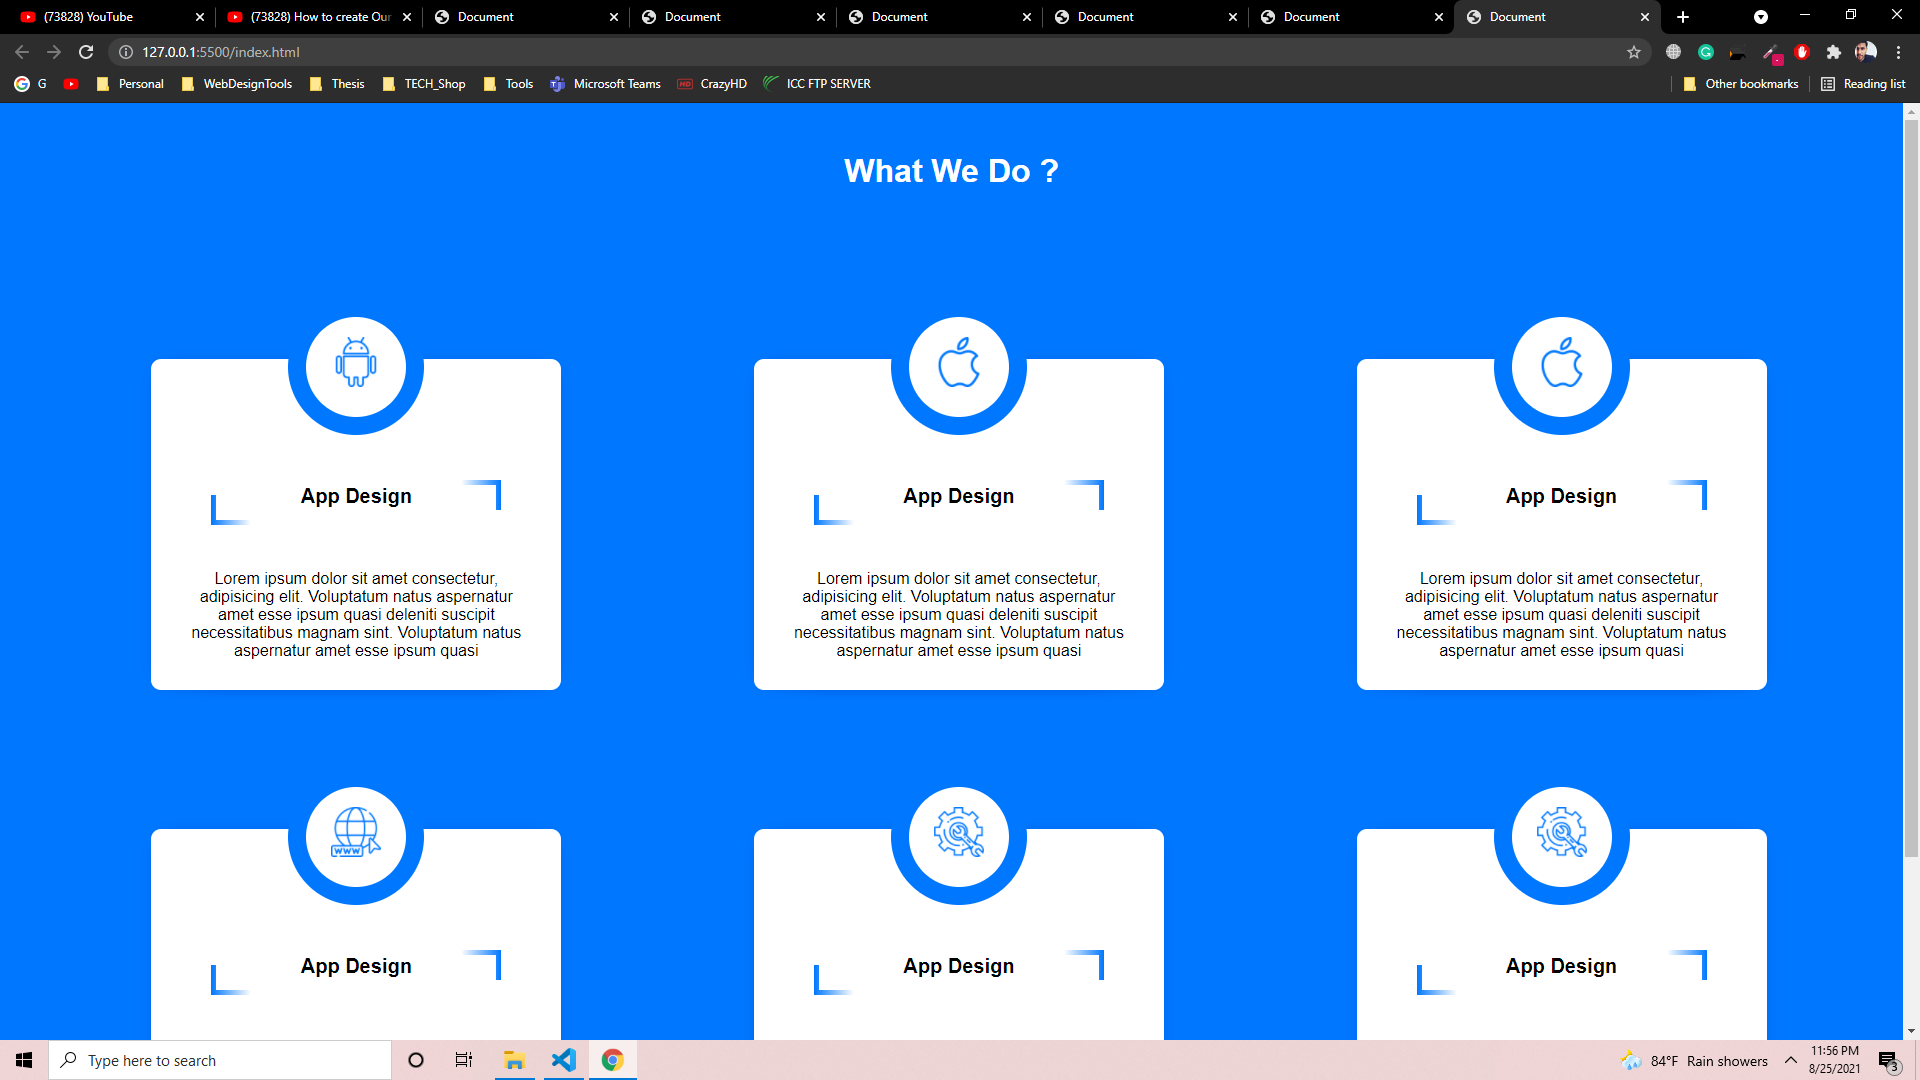 (73828) YouTube
(73828) How to create Our
Document
Document
Document
Document
Document
Document
127.0.0.1:5500/index.html
G
Personal
WebDesignTools
Thesis
TECH_Shop
Tools
Microsoft Teams
HD
CrazyHD
ICC FTP SERVER
Other bookmarks
Reading list
What We Do ?
App Design
Lorem ipsum dolor sit amet consectetur,
adipisicing elit. Voluptatum natus aspernatur
amet esse ipsum quasi deleniti suscipit
necessitatibus magnam sint. Voluptatum natus
aspernatur amet esse ipsum quasi
App Design
Lorem ipsum dolor sit amet consectetur,
adipisicing elit. Voluptatum natus aspernatur
amet esse ipsum quasi deleniti suscipit
necessitatibus magnam sint. Voluptatum natus
aspernatur amet esse ipsum quasi
App Design
Lorem ipsum dolor sit amet consectetur,
adipisicing elit. Voluptatum natus aspernatur
amet esse ipsum quasi deleniti suscipit
necessitatibus magnam sint. Voluptatum natus
aspernatur amet esse ipsum quasi
WWW
App Design
App Design
App Design
Type here to search
84°F Rain showers
11:56 PM
8/25/2021
3